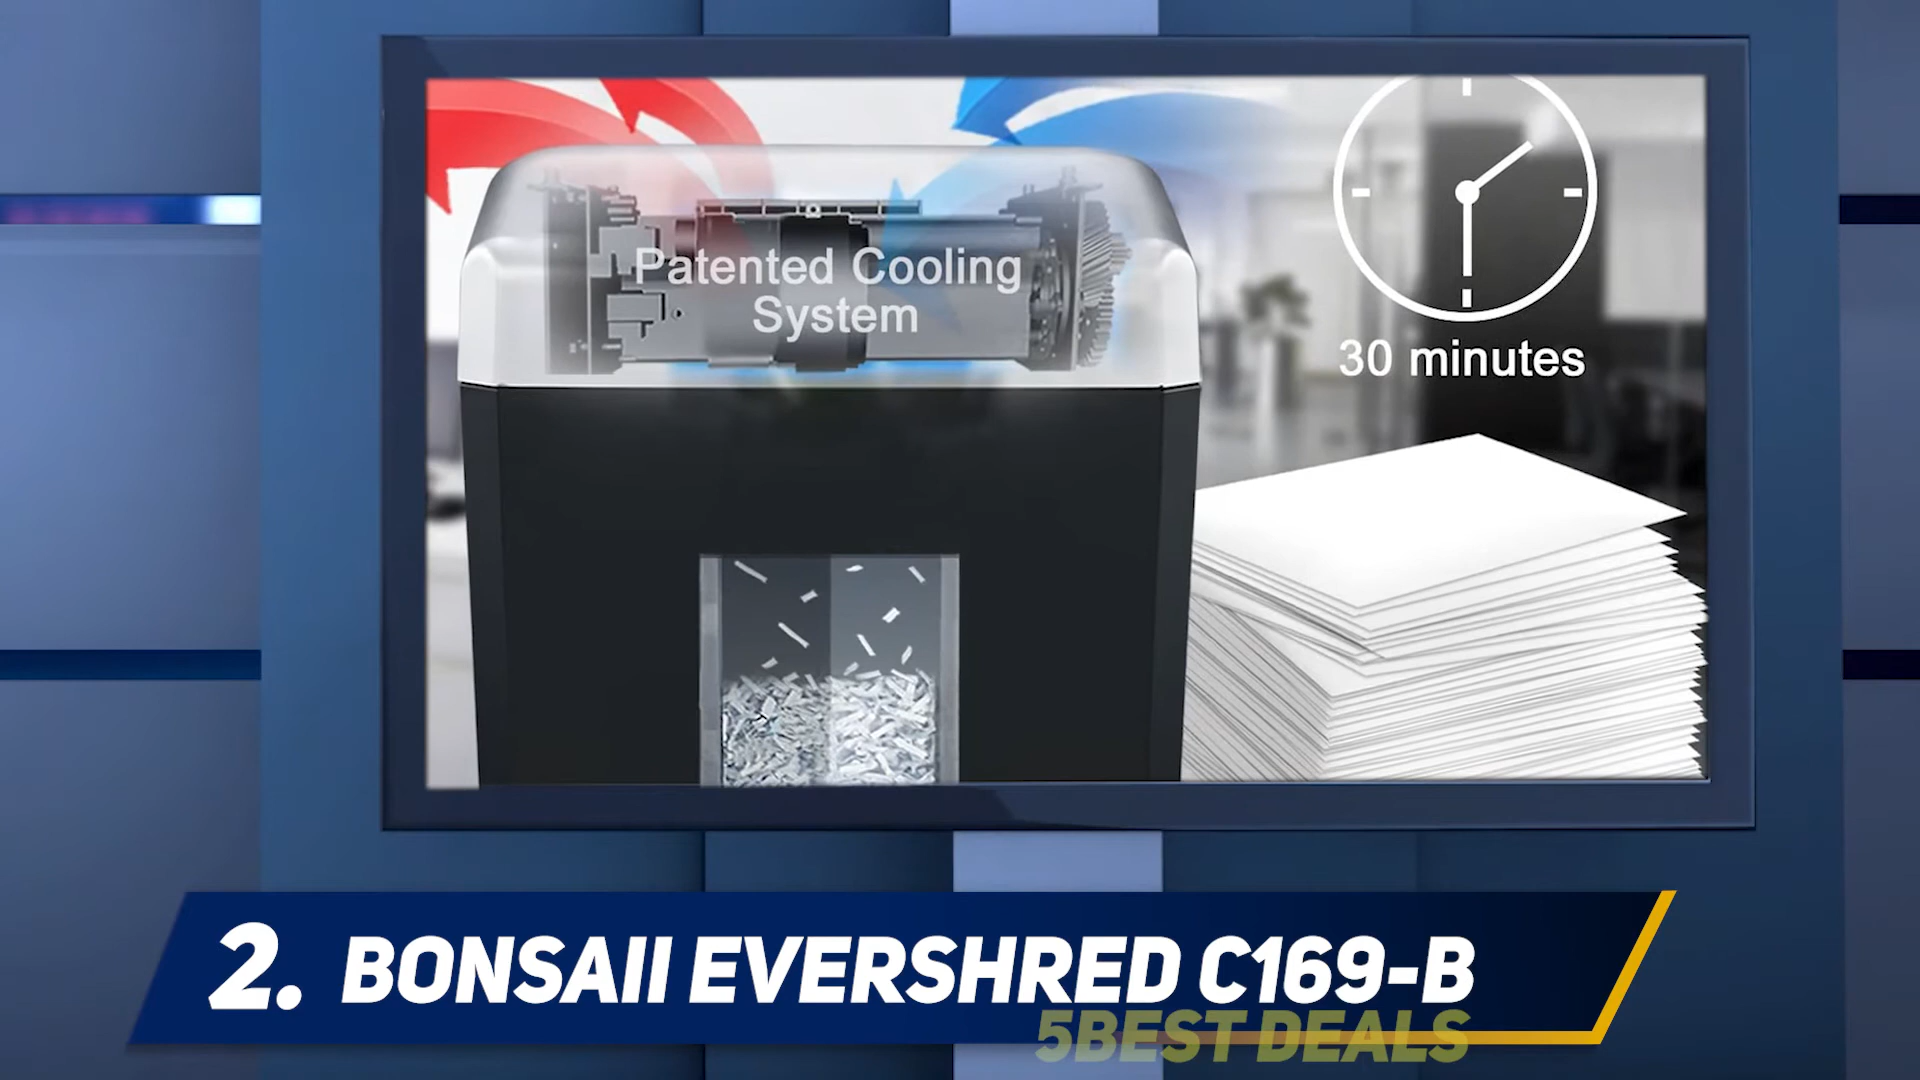 Patented Cooling
System
30 minutes
2. BONSAII EVERSHRED C169-B
5BEST DEALS